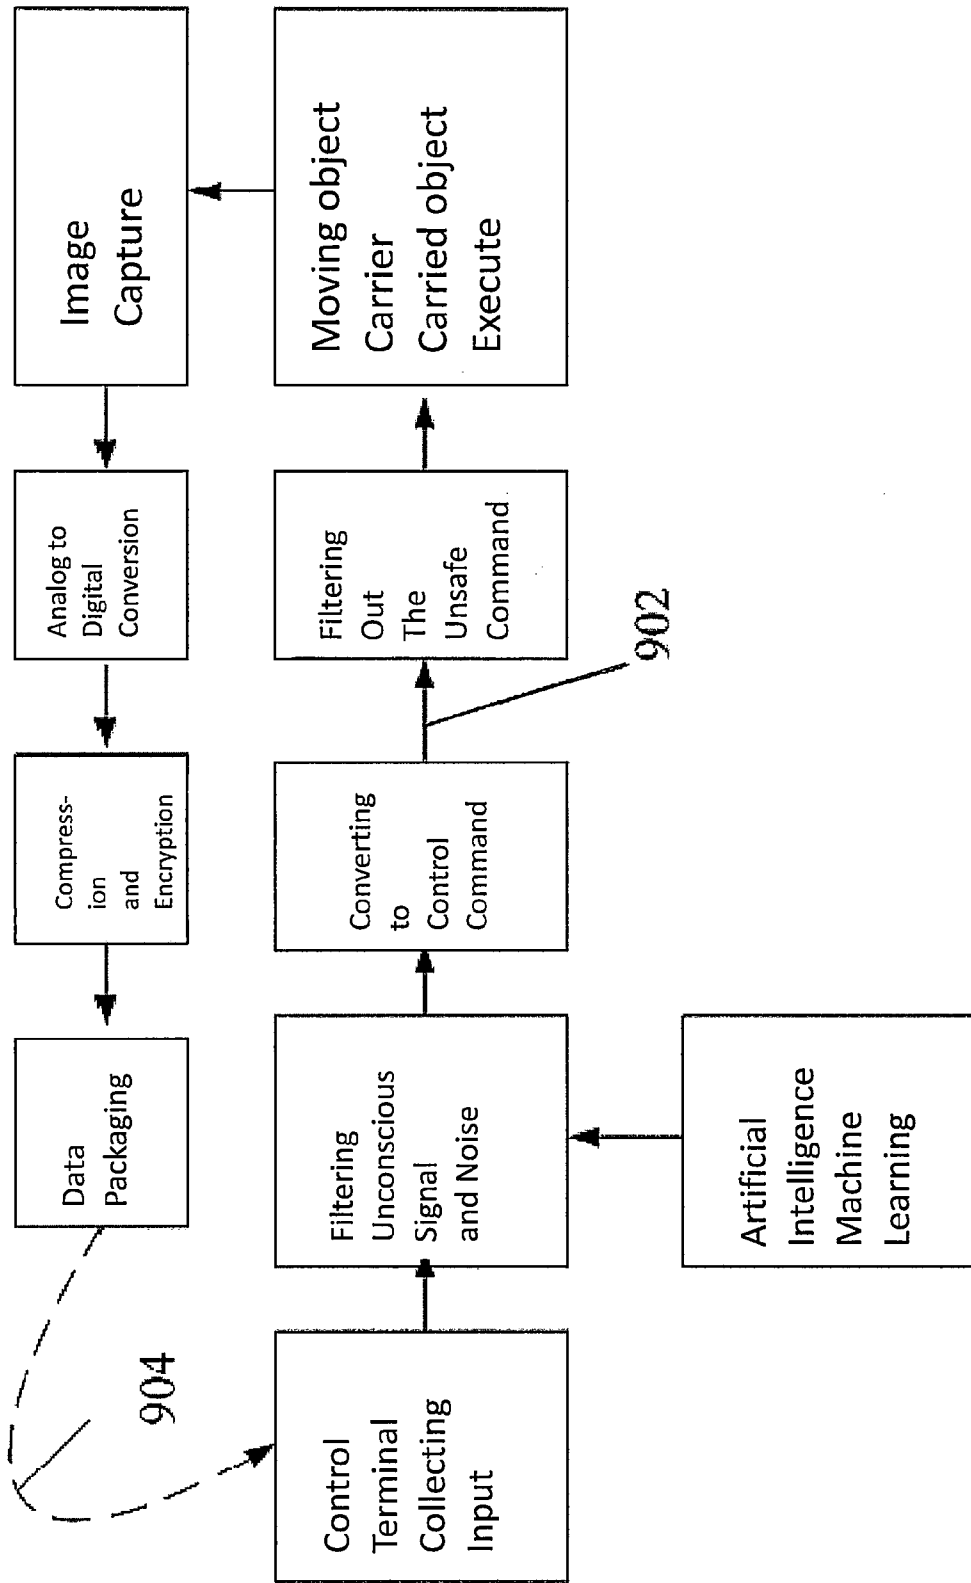 Image
Capture
Analog to
Digital
Conversion
Compress-
ion
and
Encryption
Data
Packaging
904
Control
Terminal
Collecting
Input
Filtering
Unconscious
Signal
and Noise
Converting
to
Control
Command
Filtering
Out
The
Unsafe
Command
Moving object
Carrier
Carried object
Execute
902
Artificial
Intelligence
Machine
Learning